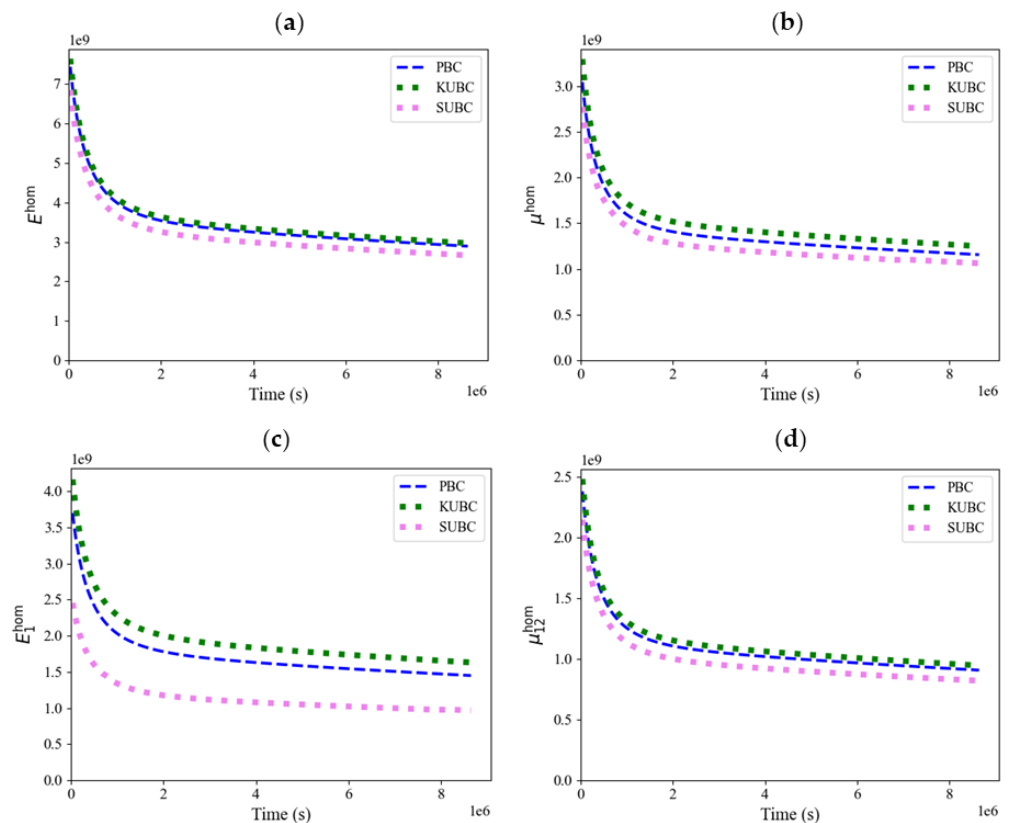 (a)
1e9
PBC
KUBC
SUBC
7
6
5
4
3
2
1
0
E^hom
0 2 4 6 8
Time (s)
1e6
(b)
1e9
PBC
KUBC
SUBC
3.0
2.5
2.0
1.5
1.0
0.5
0.0
μ^hom
0 2 4 6 8
Time (s)
1e6
(c)
1e9
PBC
KUBC
SUBC
4.0
3.5
3.0
2.5
2.0
1.5
1.0
0.5
0.0
E_1^hom
0 2 4 6 8
Time (s)
1e6
(d)
1e9
PBC
KUBC
SUBC
2.5
2.0
1.5
1.0
0.5
0.0
μ_12^hom
0 2 4 6 8
Time (s)
1e6